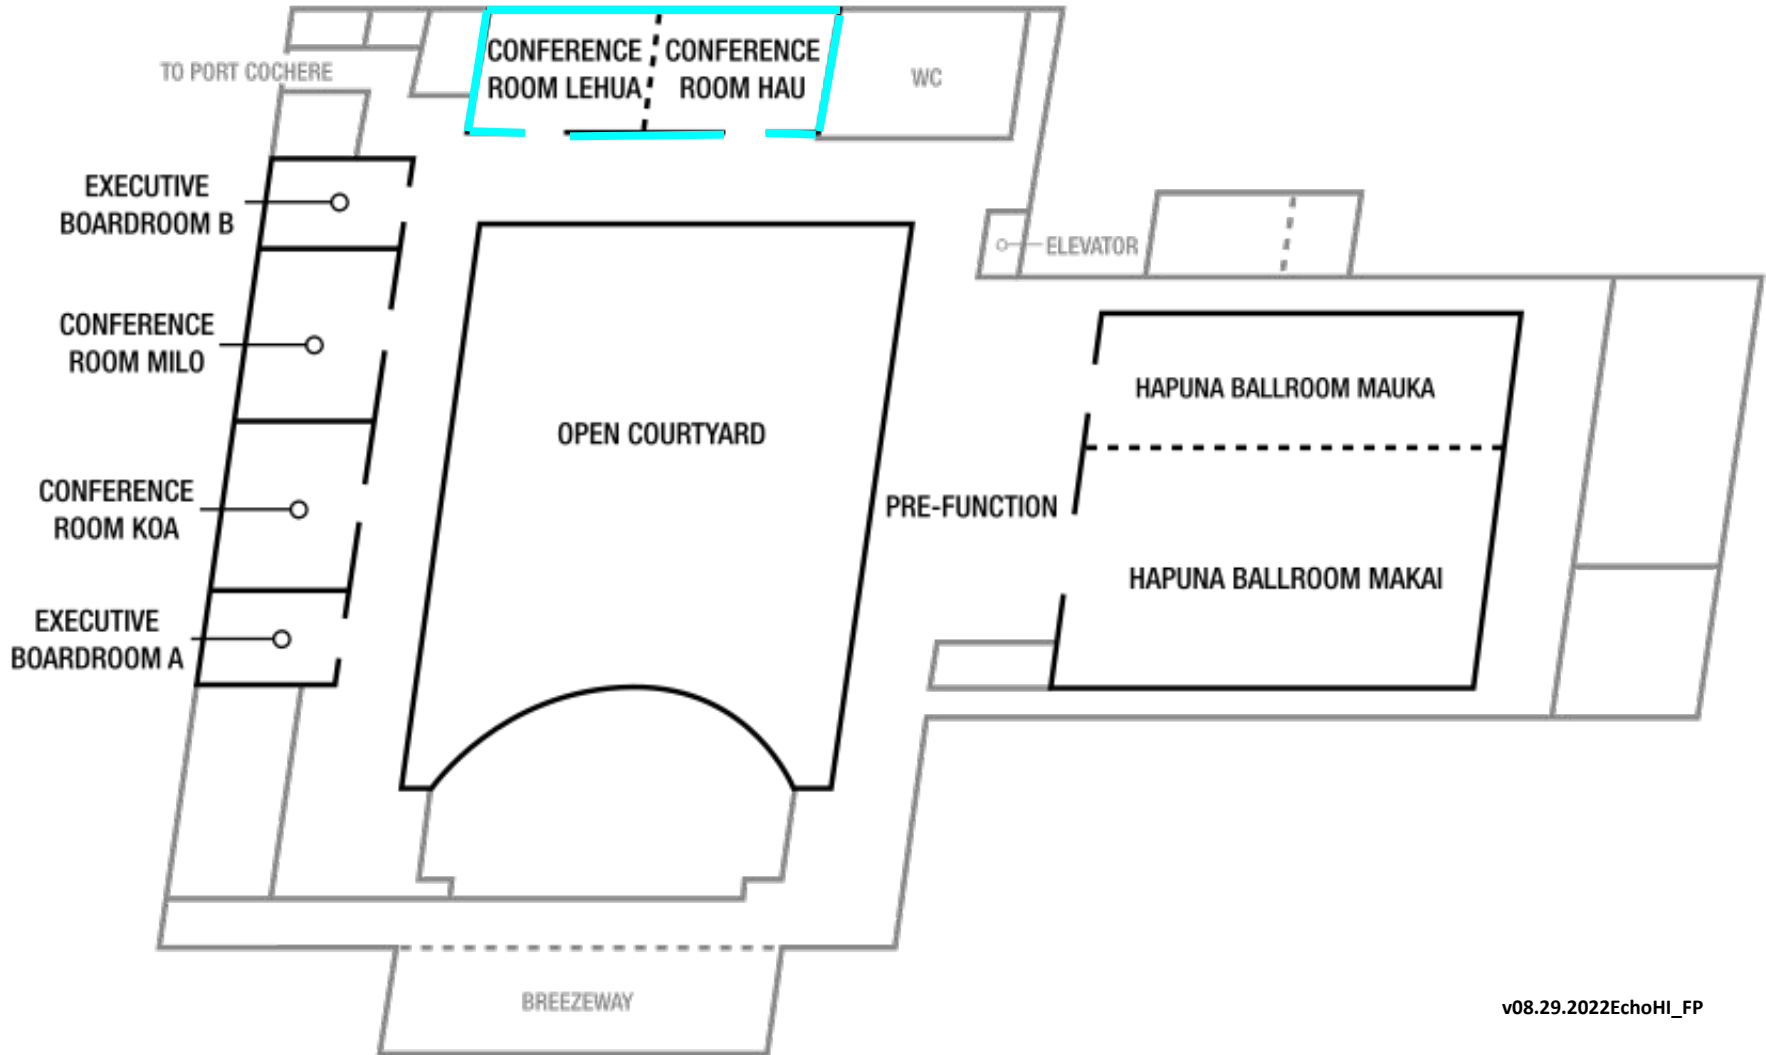 CONFERENCE
ROOM LEHUA
CONFERENCE
ROOM HAU
WC
TO PORT COCHERE
EXECUTIVE
BOARDROOM B
ELEVATOR
CONFERENCE
ROOM MILO
HAPUNA BALLROOM MAUKA
OPEN COURTYARD
CONFERENCE
ROOM KOA
PRE-FUNCTION
HAPUNA BALLROOM MAKAI
EXECUTIVE
BOARDROOM A
BREEZEWAY
v08.29.2022EchoHI_FP